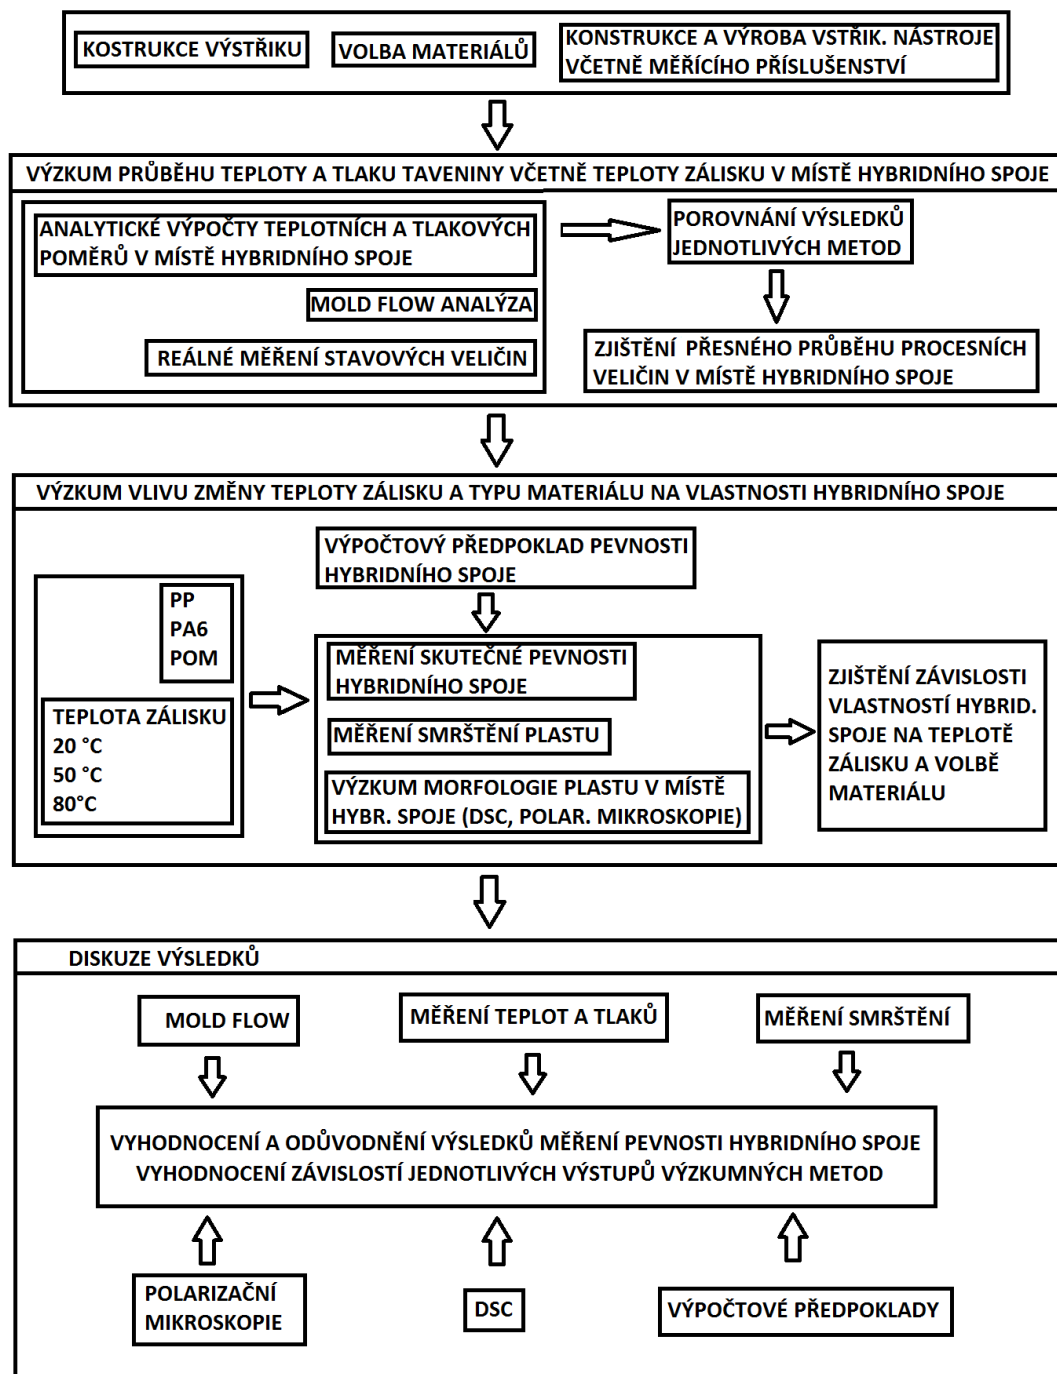 KOSTRUKCE VÝSTŘIKU
VOLBA MATERIÁLŮ
KONSTRUKCE A VÝROBA VSTŘIK. NÁSTROJE
VČETNĚ MĚŘÍCÍHO PŘÍSLUŠENSTVÍ
VÝZKUM PRŮBĚHU TEPLOTY A TLAKU TAVENINY VČETNĚ TEPLOTY ZÁLISKU V MÍSTĚ HYBRIDNÍHO SPOJE
ANALYTICKÉ VÝPOČTY TEPLOTNÍCH A TLAKOVÝCH
POMĚRŮ V MÍSTĚ HYBRIDNÍHO SPOJE
MOLD FLOW ANALÝZA
REÁLNÉ MĚŘENÍ STAVOVÝCH VELIČIN
POROVNÁNÍ VÝSLEDKŮ
JEDNOTLIVÝCH METOD
ZJIŠTĚNÍ PŘESNÉHO PRŮBĚHU PROCESNÍCH
VELIČIN V MÍSTĚ HYBRIDNÍHO SPOJE
VÝZKUM VLIVU ZMĚNY TEPLOTY ZÁLISKU A TYPU MATERIÁLU NA VLASTNOSTI HYBRIDNÍHO SPOJE
VÝPOČTOVÝ PŘEDPOKLAD PEVNOSTI
HYBRIDNÍHO SPOJE
PP
PA6
POM
TEPLOTA ZÁLISKU
20 °C
50 °C
80°C
MĚŘENÍ SKUTEČNÉ PEVNOSTI
HYBRIDNÍHO SPOJE
MĚŘENÍ SMRŠTĚNÍ PLASTU
VÝZKUM MORFOLOGIE PLASTU V MÍSTĚ
HYBR. SPOJE (DSC, POLAR. MIKROSKOPIE)
ZJIŠTĚNÍ ZÁVISLOSTI
VLASTNOSTÍ HYBRID.
SPOJE NA TEPLOTĚ
ZÁLISKU A VOLBĚ
MATERIÁLU
DISKUZE VÝSLEDKŮ
MOLD FLOW
MĚŘENÍ TEPLOT A TLAKŮ
MĚŘENÍ SMRŠTĚNÍ
VYHODNOCENÍ A ODŮVODNĚNÍ VÝSLEDKŮ MĚŘENÍ PEVNOSTI HYBRIDNÍHO SPOJE
VYHODNOCENÍ ZÁVISLOSTÍ JEDNOTLIVÝCH VÝSTUPŮ VÝZKUMNÝCH METOD
POLARIZAČNÍ
MIKROSKOPIE
DSC
VÝPOČTOVÉ PŘEDPOKLADY